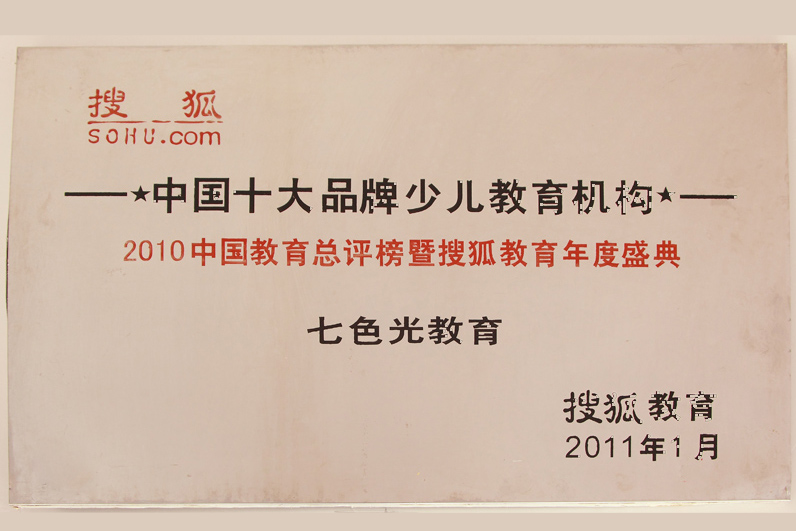 搜狐
SOHU.com
——★中国十大品牌少儿教育机构★——
2010中国教育总评榜暨搜狐教育年度盛典
七色光教育
搜狐教育
2011年1月